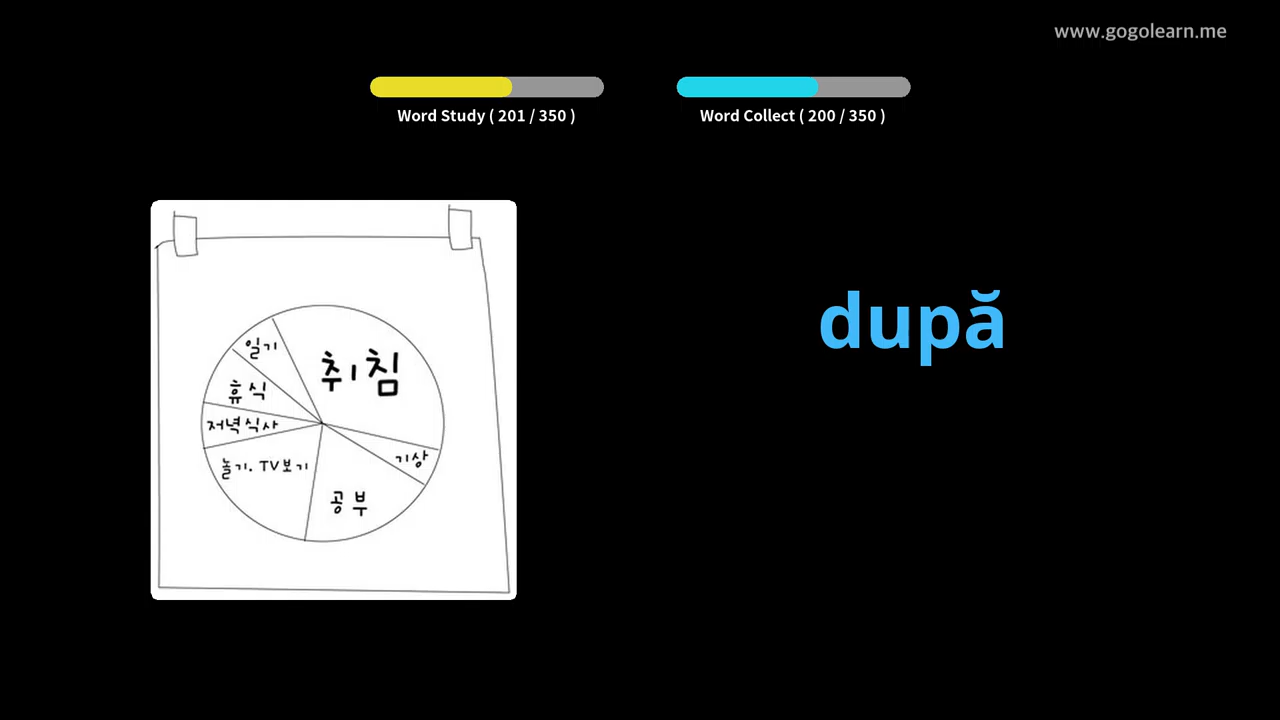 www.gogolearn.me
Word Study ( 201 / 350 )
Word Collect ( 200 / 350 )
일기
취침
휴식
저녁식사
놀기. TV보기
기상
공부
după